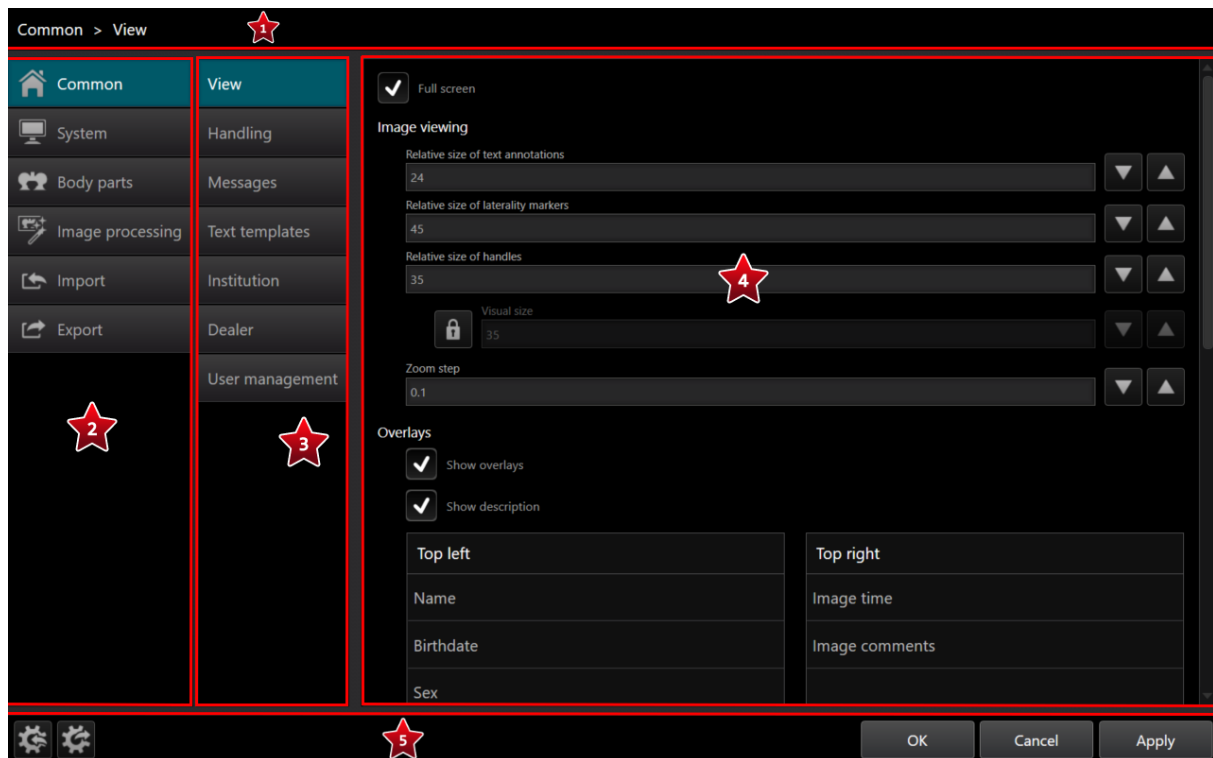 Common > View
1
Common
System
Body parts
Image processing
Import
Export
2
View
Handling
Messages
Text templates
Institution
Dealer
User management
3
Full screen
Image viewing
Relative size of text annotations
24
Relative size of laterality markers
45
Relative size of handles
35
4
Visual size
35
Zoom step
0.1
Overlays
Show overlays
Show description
Top left
Top right
Name
Image time
Birthdate
Image comments
Sex
5
OK
Cancel
Apply